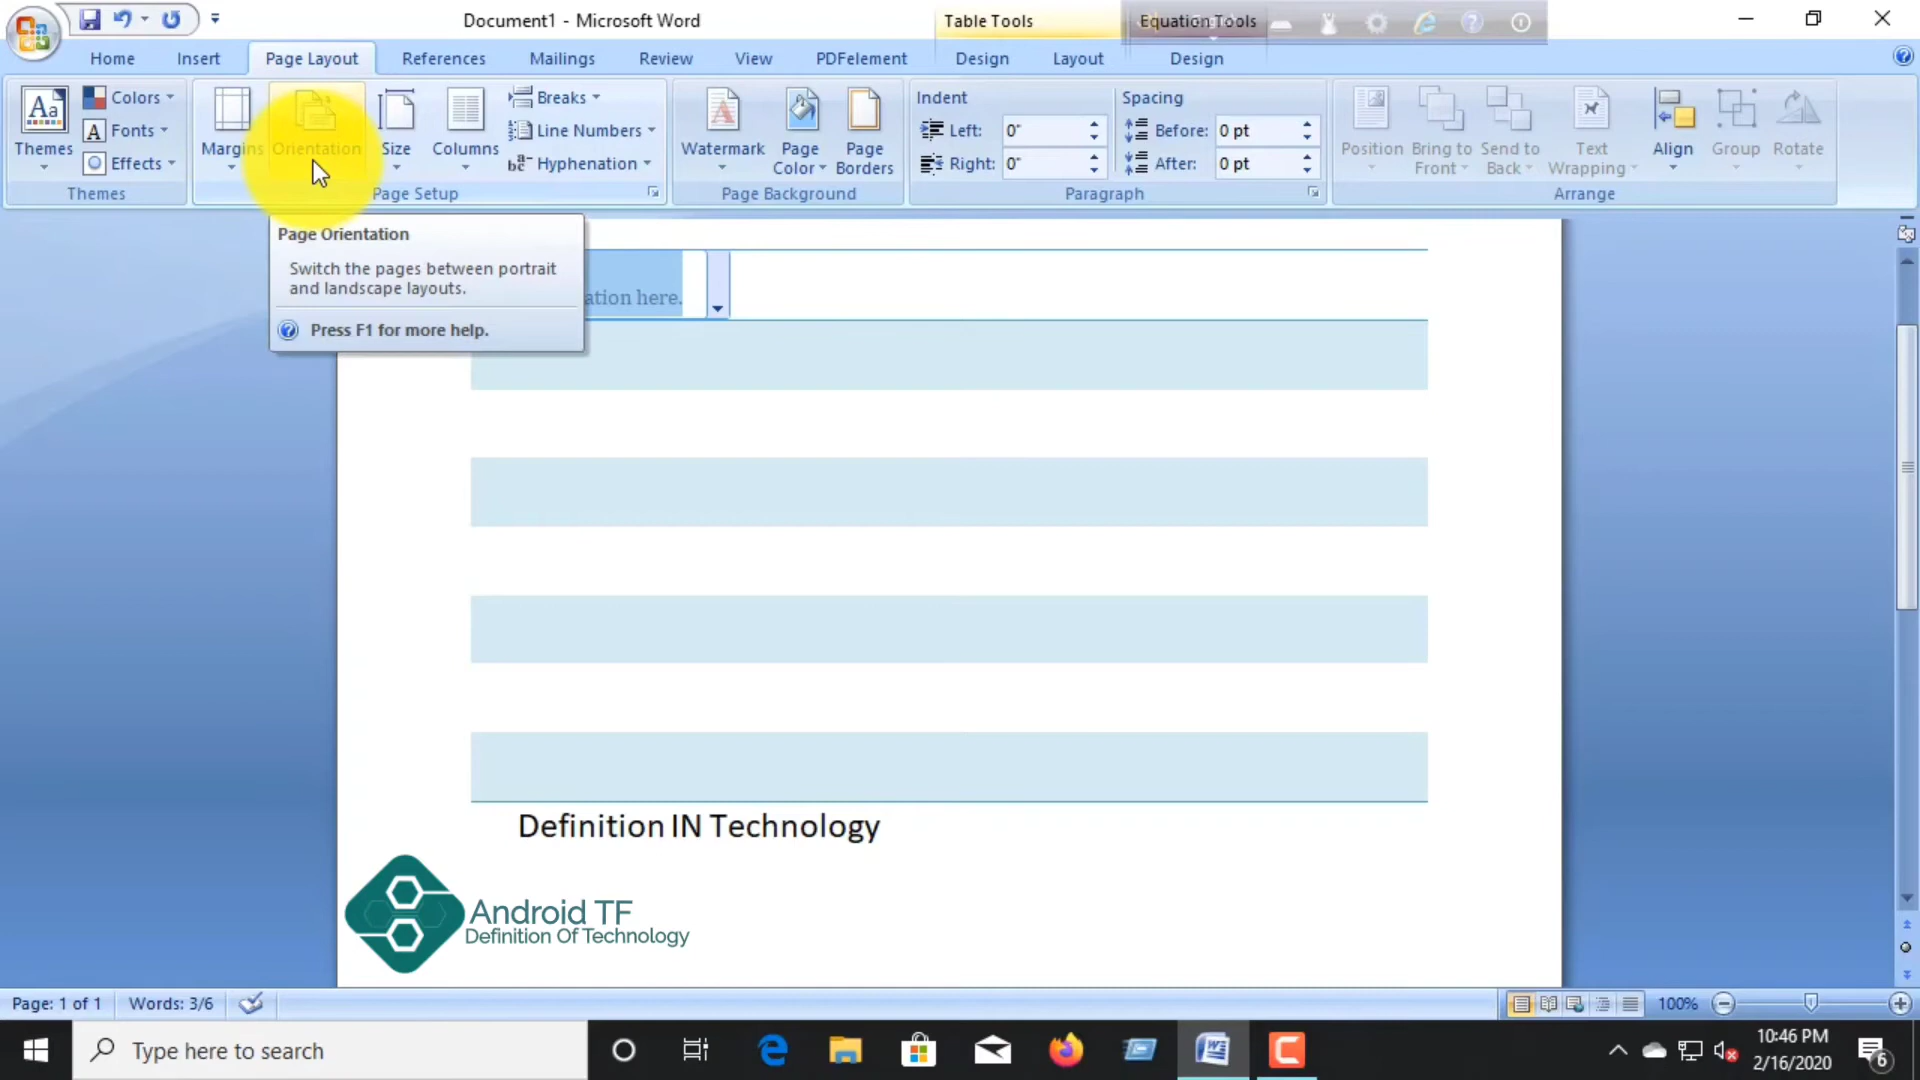 Document1 - Microsoft Word
Table Tools
Equation Tools
Home
Insert
Page Layout
References
Mailings
Review
View
PDFelement
Design
Layout
Design
Themes
Colors
Fonts
Effects
Themes
Margins
Orientation
Size
Columns
Breaks
Line Numbers
Hyphenation
Page Setup
Watermark
Page Color
Page Borders
Page Background
Indent
Left: 0"
Right: 0"
Spacing
Before: 0 pt
After: 0 pt
Paragraph
Position
Bring to Front
Send to Back
Text Wrapping
Align
Group
Rotate
Arrange
Page Orientation
Switch the pages between portrait
and landscape layouts.
Press F1 for more help.
ation here.
Definition IN Technology
Android TF
Definition Of Technology
Page: 1 of 1
Words: 3/6
100%
Type here to search
10:46 PM
2/16/2020
6